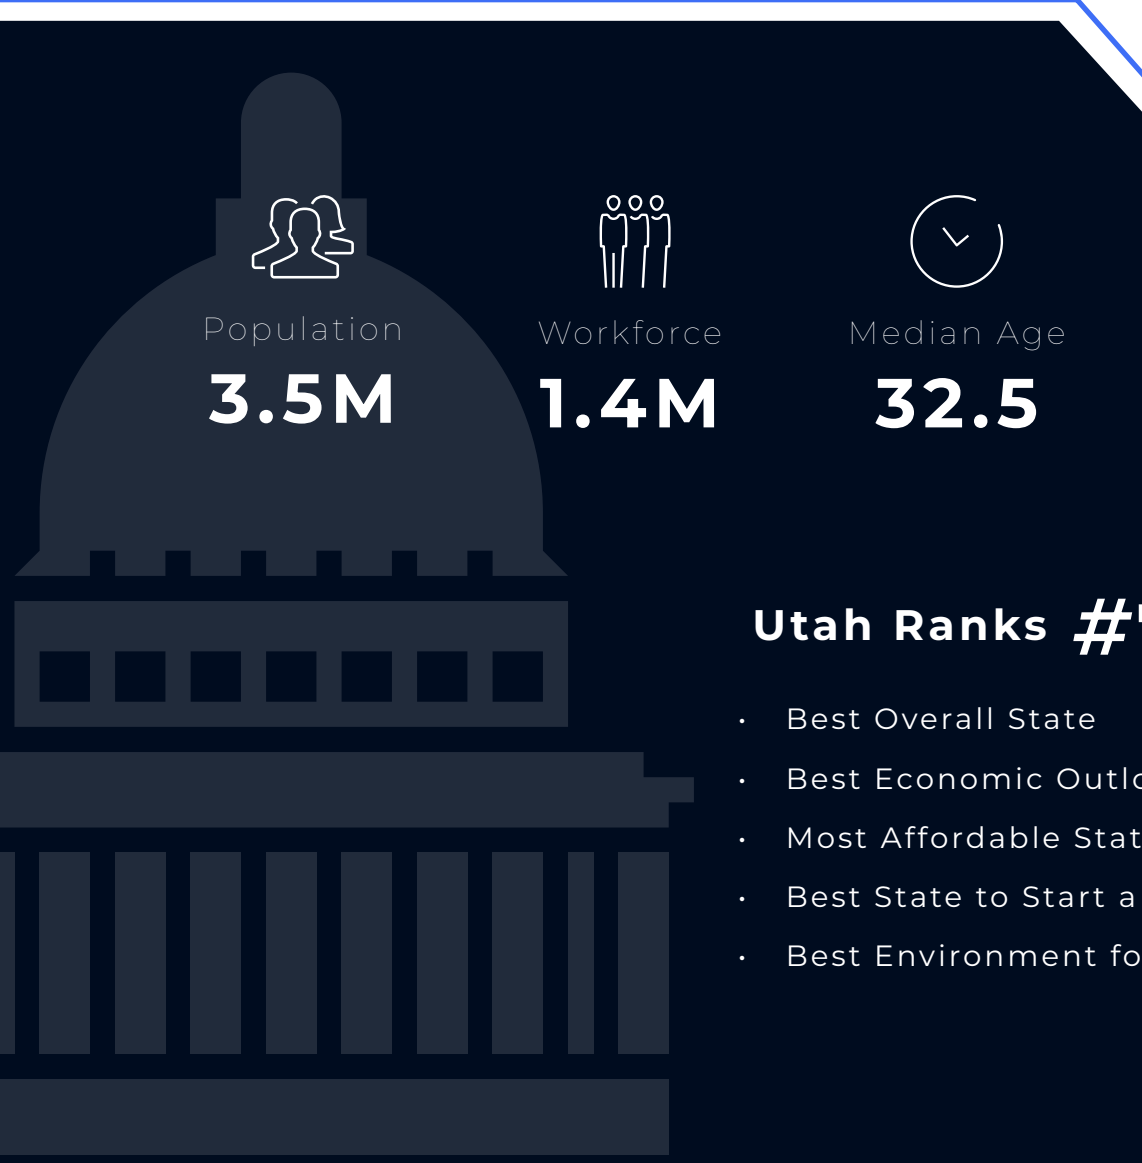 Population Workforce Median Age
3.5M 1.4M 32.5
Utah Ranks #
Best Overall State
Best Economic
Most Affordable
Best State to Start a
Best Environment